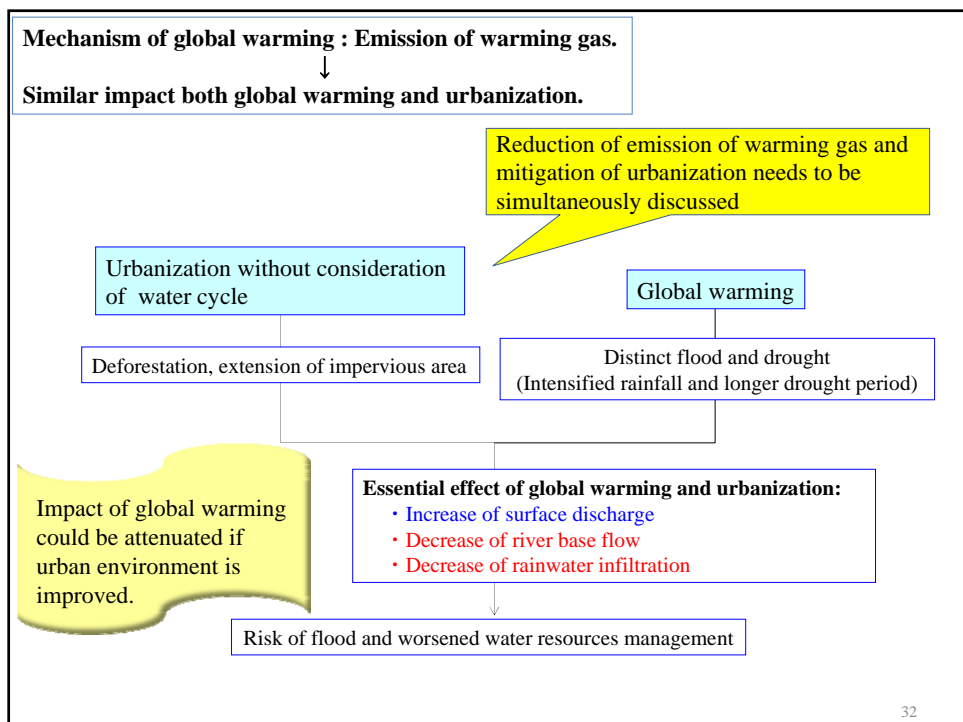 Mechanism of global warming : Emission of warming gas.
↓
Similar impact both global warming and urbanization.
Reduction of emission of warming gas and
mitigation of urbanization needs to be
simultaneously discussed
Urbanization without consideration
of water cycle
Global warming
Deforestation, extension of impervious area
Distinct flood and drought
(Intensified rainfall and longer drought period)
Impact of global warming
could be attenuated if
urban environment is
improved.
Essential effect of global warming and urbanization:
・Increase of surface discharge
・Decrease of river base flow
・Decrease of rainwater infiltration
Risk of flood and worsened water resources management
32